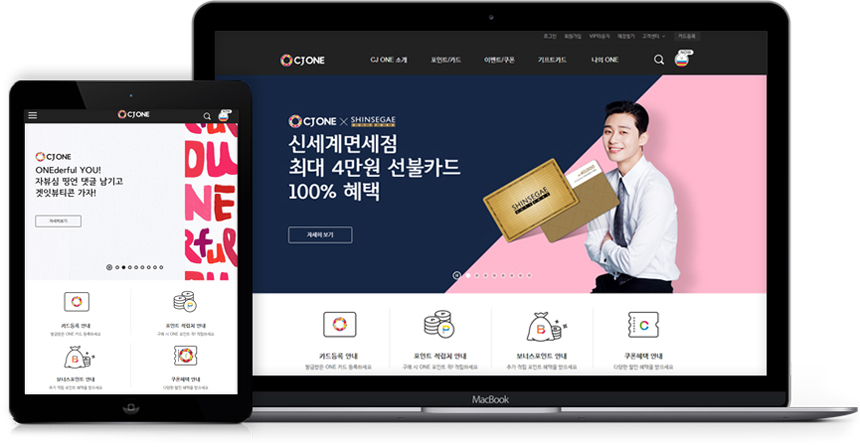 CJ ONE
CJ ONE
ONEderful YOU!
자뷰심 띵언 댓글 남기고
겟잇뷰티콘 가자!
자세히보기
카드등록 안내
발급받은 ONE 카드 등록하세요
포인트 적립처 안내
구매 시 ONE 포인트 꼭! 적립하세요
보너스포인트 안내
추가 적립 포인트 혜택을 받으세요
쿠폰혜택 안내
다양한 할인 혜택을 받으세요
로그인 회원가입 VIP라운지 매장찾기 고객센터 카드등록
CJ ONE
CJ ONE 소개 포인트/카드 이벤트/쿠폰 기프트카드 나의 ONE
CJ ONE × SHINSEGAE
신세계면세점
최대 4만원 선불카드
100% 혜택
자세히 보기
SHINSEGAE
카드등록 안내
발급받은 ONE 카드 등록하세요
포인트 적립처 안내
구매 시 ONE 포인트 꼭! 적립하세요
보너스포인트 안내
추가 적립 포인트 혜택을 받으세요
쿠폰혜택 안내
다양한 할인 혜택을 받으세요
MacBook